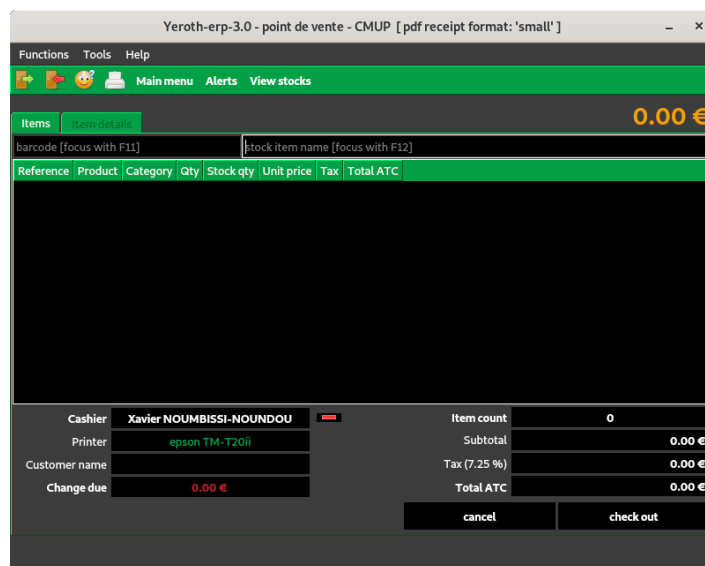 Yeroth-erp-3.0 - point de vente - CMUP [ pdf receipt format: 'small' ]
Functions Tools Help
Main menu Alerts View stocks
0.00 €
Items Item details
barcode [focus with F11] stock item name [focus with F12]
Reference Product Category Qty Stock qty Unit price Tax Total ATC
Cashier Xavier NOUMBISSI-NOUNDOU Item count 0
Printer epson TM-T20ii Subtotal 0.00 €
Customer name Tax (7.25 %) 0.00 €
Change due 0.00 € Total ATC 0.00 €
cancel check out